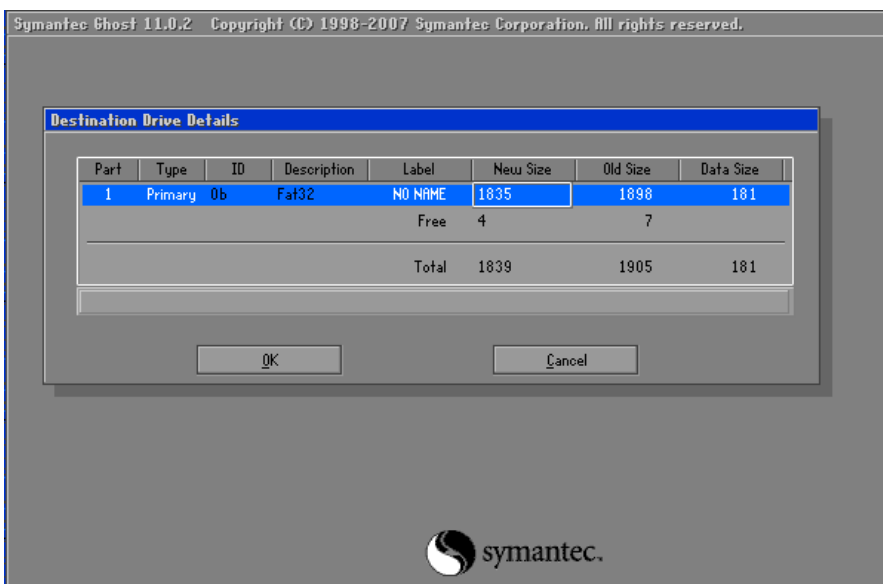 Symantec Ghost 11.0.2 Copyright (C) 1998-2007 Symantec Corporation. All rights reserved.
Destination Drive Details
Part Type ID Description Label New Size Old Size Data Size
1 Primary 0b Fat32 NO NAME 1835 1898 181
Free 4 7
Total 1839 1905 181
OK Cancel
symantec.